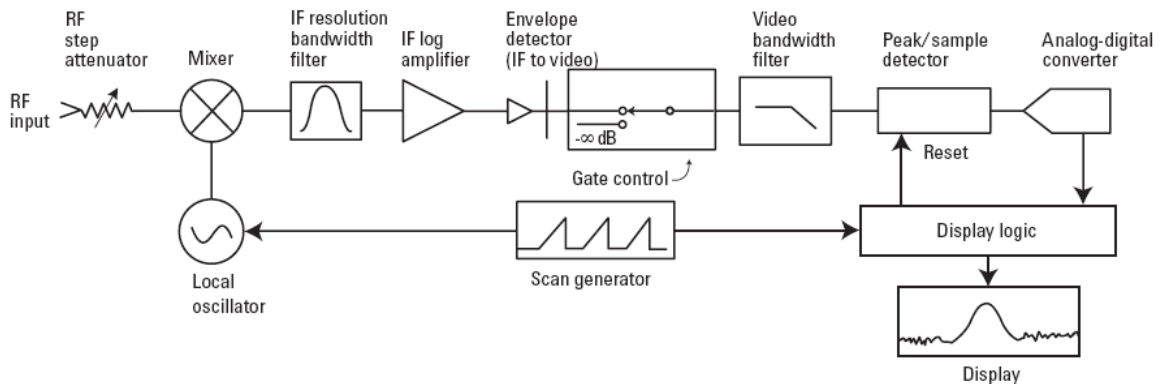 RF
step
attenuator
Mixer
IF resolution
bandwidth
filter
IF log
amplifier
Envelope
detector
(IF to video)
Video
bandwidth
filter
Peak/sample
detector
Analog-digital
converter
RF
input
-∞ dB
Gate control
Reset
Local
oscillator
Scan generator
Display logic
Display